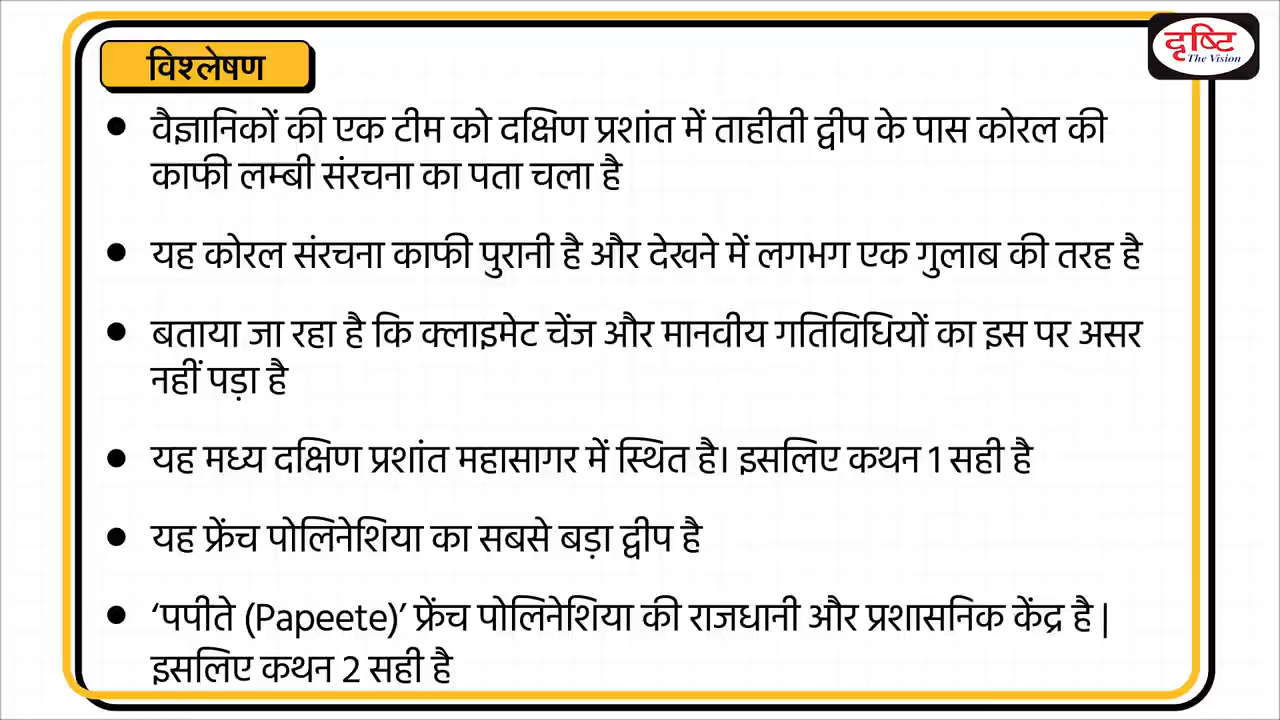 विश्लेषण
दृष्टि
The Vision
• वैज्ञानिकों की एक टीम को दक्षिण प्रशांत में ताहीती द्वीप के पास कोरल की
काफी लम्बी संरचना का पता चला है
• यह कोरल संरचना काफी पुरानी है और देखने में लगभग एक गुलाब की तरह है
• बताया जा रहा है कि क्लाइमेट चेंज और मानवीय गतिविधियों का इस पर असर
नहीं पड़ा है
• यह मध्य दक्षिण प्रशांत महासागर में स्थित है। इसलिए कथन 1 सही है
• यह फ्रेंच पोलिनेशिया का सबसे बड़ा द्वीप है
• ‘पपीते (Papeete)’ फ्रेंच पोलिनेशिया की राजधानी और प्रशासनिक केंद्र है |
इसलिए कथन 2 सही है